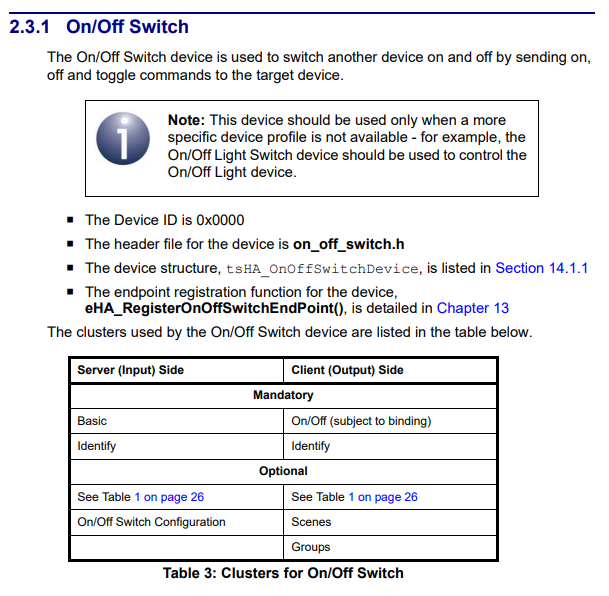 2.3.1 On/Off Switch
The On/Off Switch device is used to switch another device on and off by sending on,
off and toggle commands to the target device.
Note: This device should be used only when a more
specific device profile is not available - for example, the
On/Off Light Switch device should be used to control the
On/Off Light device.
■ The Device ID is 0x0000
■ The header file for the device is on_off_switch.h
■ The device structure, tsHA_OnOffSwitchDevice, is listed in Section 14.1.1
■ The endpoint registration function for the device,
eHA_RegisterOnOffSwitchEndPoint(), is detailed in Chapter 13
The clusters used by the On/Off Switch device are listed in the table below.
Server (Input) Side Client (Output) Side
Mandatory
Basic On/Off (subject to binding)
Identify Identify
Optional
See Table 1 on page 26 See Table 1 on page 26
On/Off Switch Configuration Scenes
Groups
Table 3: Clusters for On/Off Switch